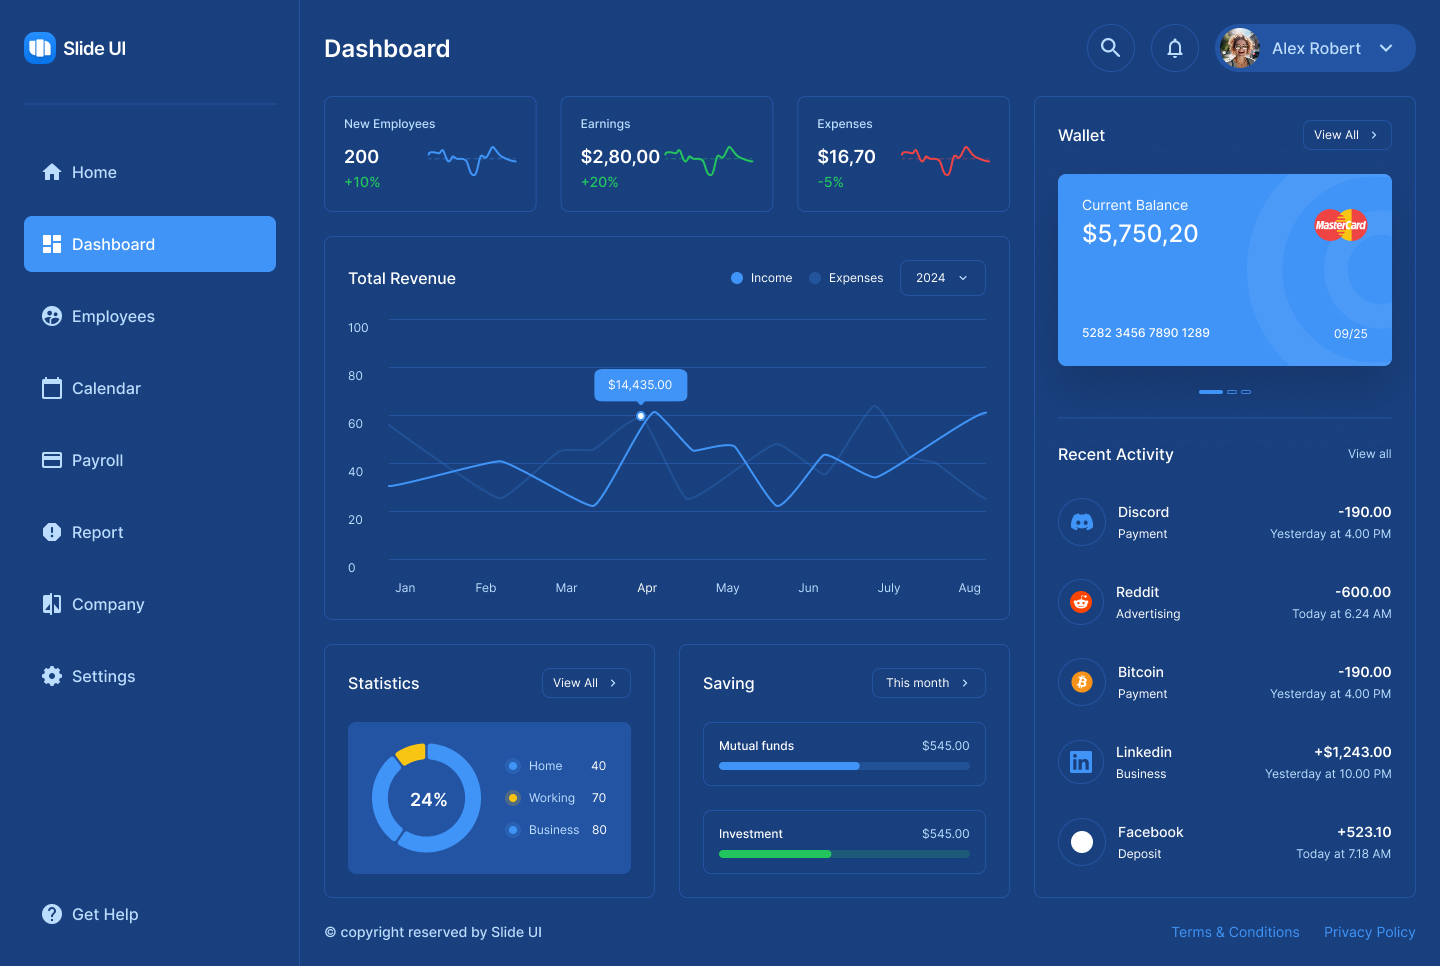 Slide UI
Home
Dashboard
Employees
Calendar
Payroll
Report
Company
Settings
Get Help
Dashboard
Alex Robert
New Employees
200
+10%
Earnings
$2,80,00
+20%
Expenses
$16,70
-5%
Total Revenue
Income
Expenses
2024
100
80
60
40
20
0
$14,435.00
Jan
Feb
Mar
Apr
May
Jun
July
Aug
Statistics
View All
24%
Home 40
Working 70
Business 80
Saving
This month
Mutual funds $545.00
Investment $545.00
Wallet
View All
Current Balance
$5,750,20
MasterCard
5282 3456 7890 1289
09/25
Recent Activity
View all
Discord -190.00
Payment Yesterday at 4.00 PM
Reddit -600.00
Advertising Today at 6.24 AM
Bitcoin -190.00
Payment Yesterday at 4.00 PM
Linkedin +$1,243.00
Business Yesterday at 10.00 PM
Facebook +523.10
Deposit Today at 7.18 AM
© copyright reserved by Slide UI
Terms & Conditions
Privacy Policy